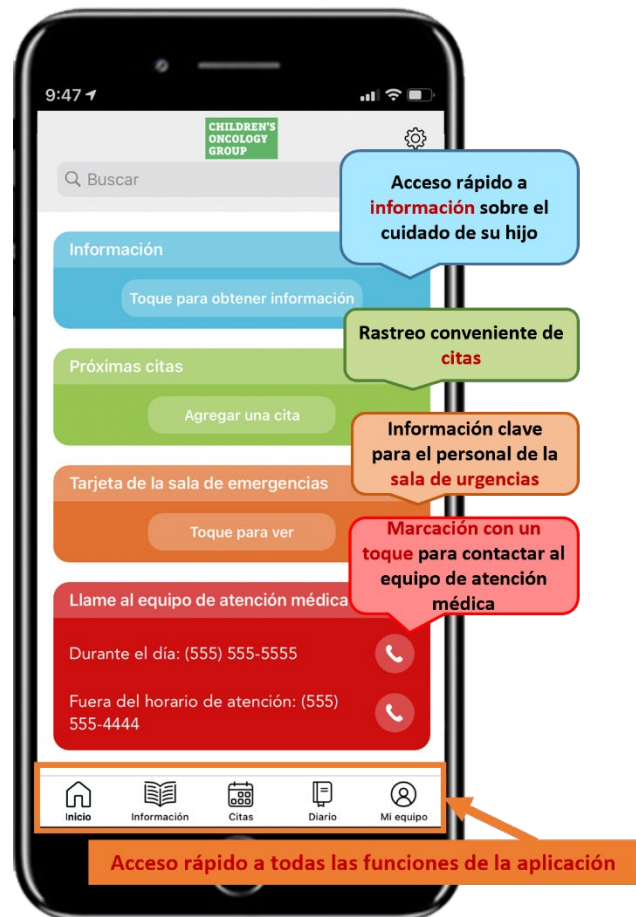 9:47
CHILDREN'S
ONCOLOGY
GROUP
Buscar
Acceso rápido a
información sobre el
cuidado de su hijo
Información
Toque para obtener información
Rastreo conveniente de
citas
Próximas citas
Agregar una cita
Información clave
para el personal de la
sala de urgencias
Tarjeta de la sala de emergencias
Toque para ver
Marcación con un
toque para contactar al
equipo de atención
médica
Llame al equipo de atención médica
Durante el día: (555) 555-5555
Fuera del horario de atención: (555)
555-4444
Inicio
Información
Citas
Diario
Mi equipo
Acceso rápido a todas las funciones de la aplicación